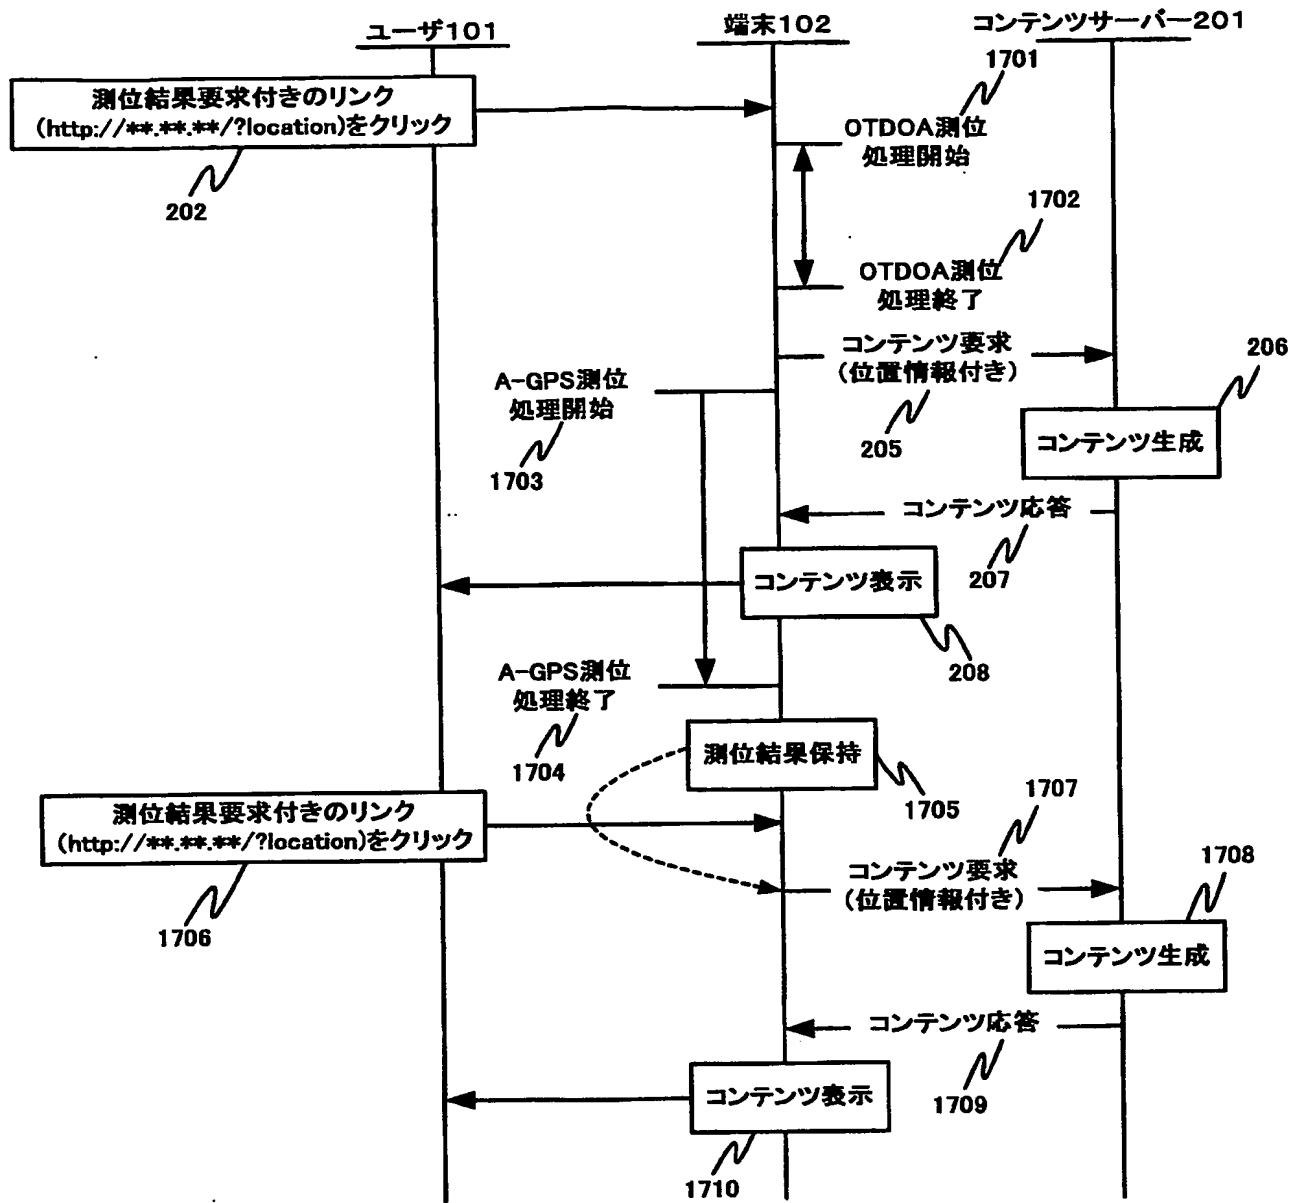 ユーザ101
端末102
コンテンツサーバー201
1701
測位結果要求付きのリンク
(http://**.**.**/?location)をクリック
202
OTDOA測位
処理開始
1702
OTDOA測位
処理終了
コンテンツ要求
(位置情報付き)
205
206
A-GPS測位
処理開始
1703
コンテンツ生成
コンテンツ応答
207
コンテンツ表示
208
A-GPS測位
処理終了
1704
測位結果保持
1705
測位結果要求付きのリンク
(http://**.**.**/?location)をクリック
1706
1707
コンテンツ要求
(位置情報付き)
1708
コンテンツ生成
コンテンツ応答
1709
コンテンツ表示
1710